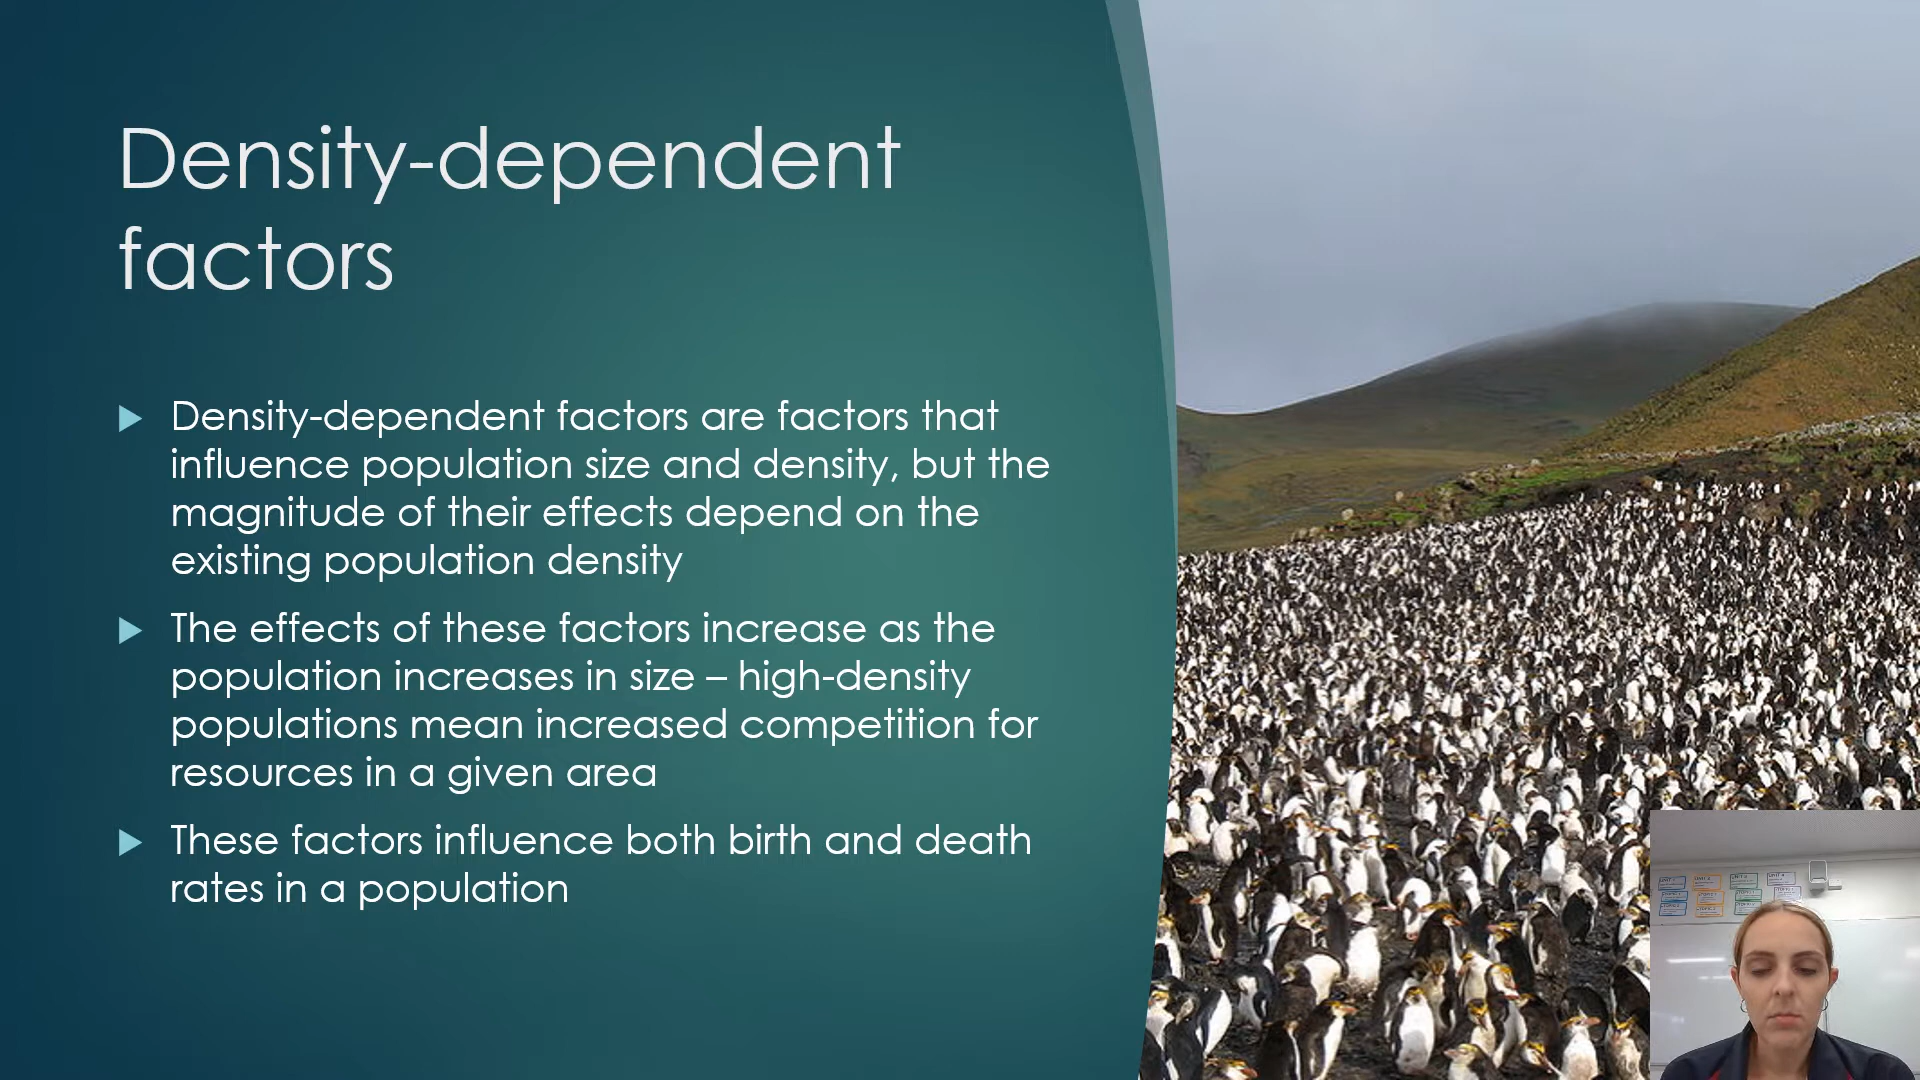 Density-dependent
factors
Density-dependent factors are factors that
influence population size and density, but the
magnitude of their effects depend on the
existing population density
The effects of these factors increase as the
population increases in size – high-density
populations mean increased competition for
resources in a given area
These factors influence both birth and death
rates in a population